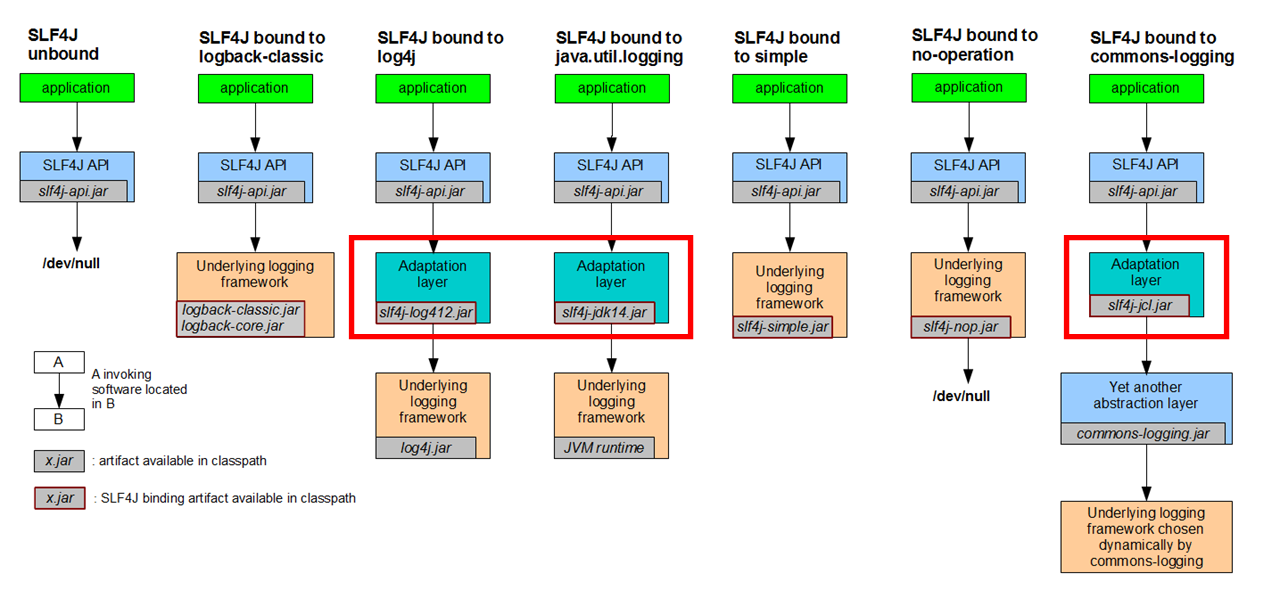 SLF4J
unbound
application
SLF4J API
slf4j-api.jar
/dev/null
SLF4J bound to
logback-classic
application
SLF4J API
slf4j-api.jar
Underlying logging
framework
logback-classic.jar
logback-core.jar
SLF4J bound to
log4j
application
SLF4J API
slf4j-api.jar
Adaptation
layer
slf4j-log412.jar
Underlying
logging
framework
log4j.jar
SLF4J bound to
java.util.logging
application
SLF4J API
slf4j-api.jar
Adaptation
layer
slf4j-jdk14.jar
Underlying
logging
framework
JVM runtime
SLF4J bound
to simple
application
SLF4J API
slf4j-api.jar
Underlying
logging
framework
slf4j-simple.jar
SLF4J bound to
no-operation
application
SLF4J API
slf4j-api.jar
Underlying
logging
framework
slf4j-nop.jar
/dev/null
SLF4J bound to
commons-logging
application
SLF4J API
slf4j-api.jar
Adaptation
layer
slf4j-jcl.jar
Yet another
abstraction layer
commons-logging.jar
Underlying logging
framework chosen
dynamically by
commons-logging
A
B
A invoking
software located
in B
x.jar : artifact available in classpath
x.jar : SLF4J binding artifact available in classpath